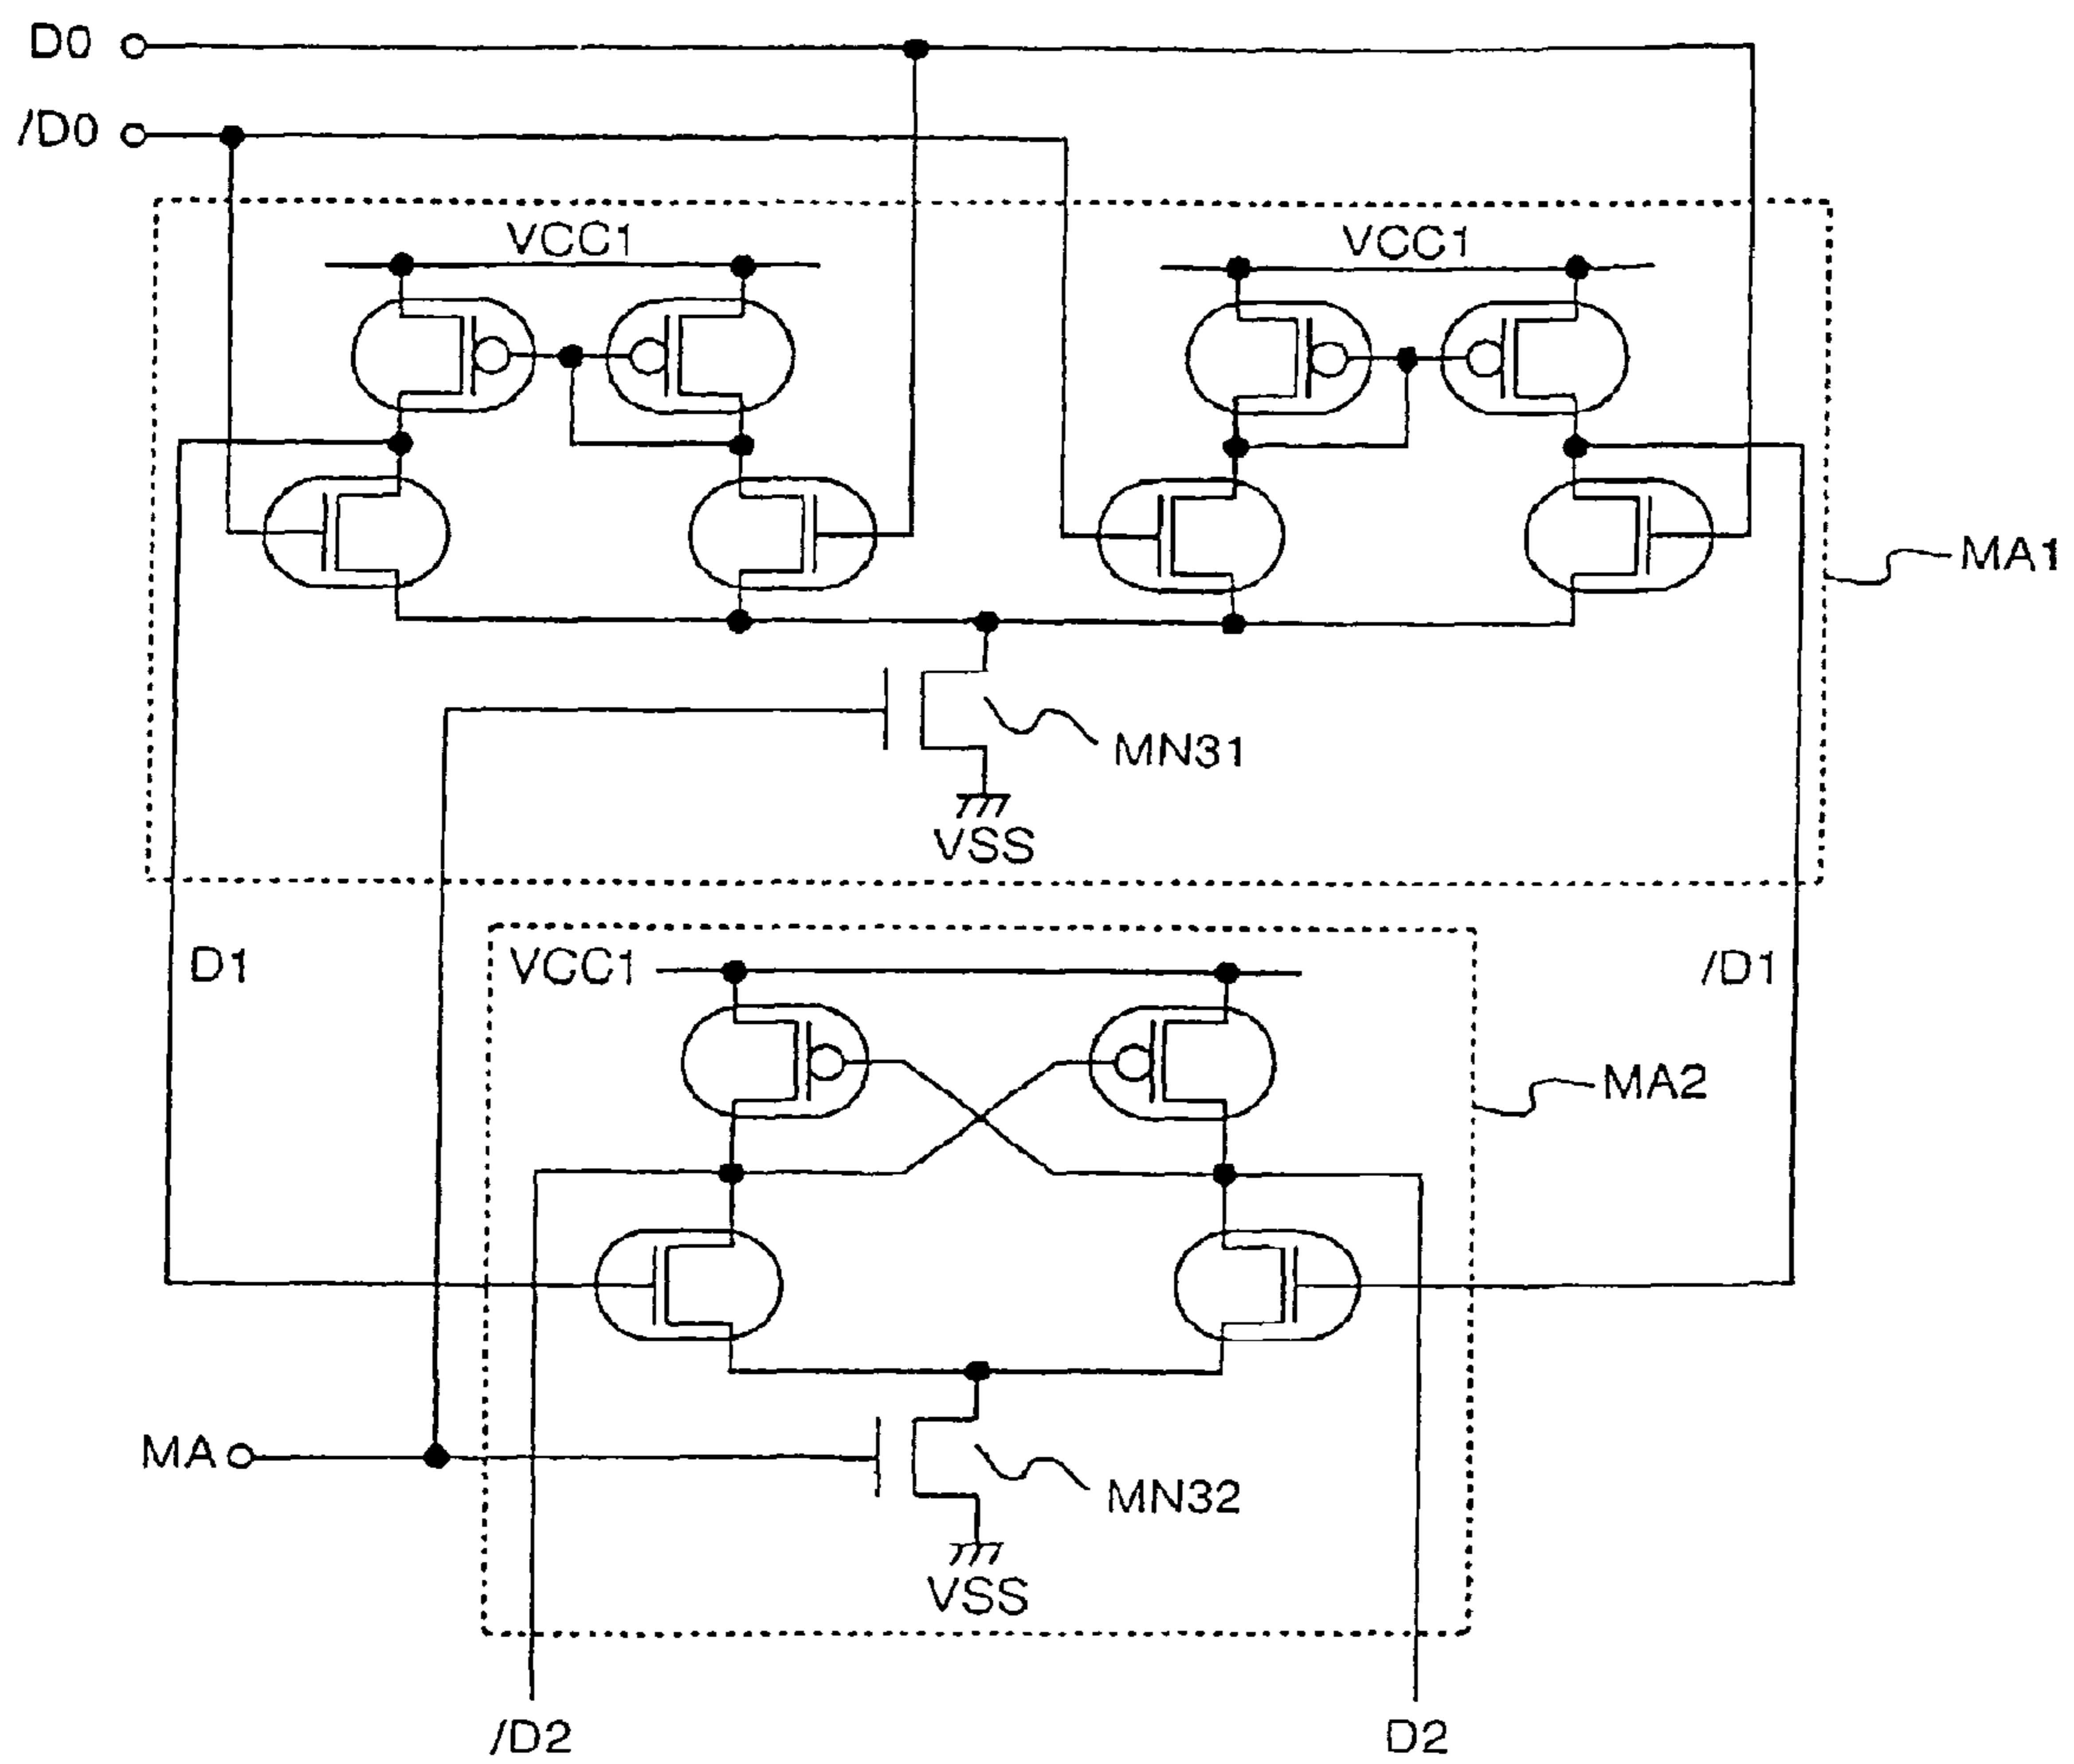 D0
/D0
VCC1
VCC1
MA1
MN31
VSS
D1
VCC1
/D1
MA2
MA
MN32
VSS
/D2
D2